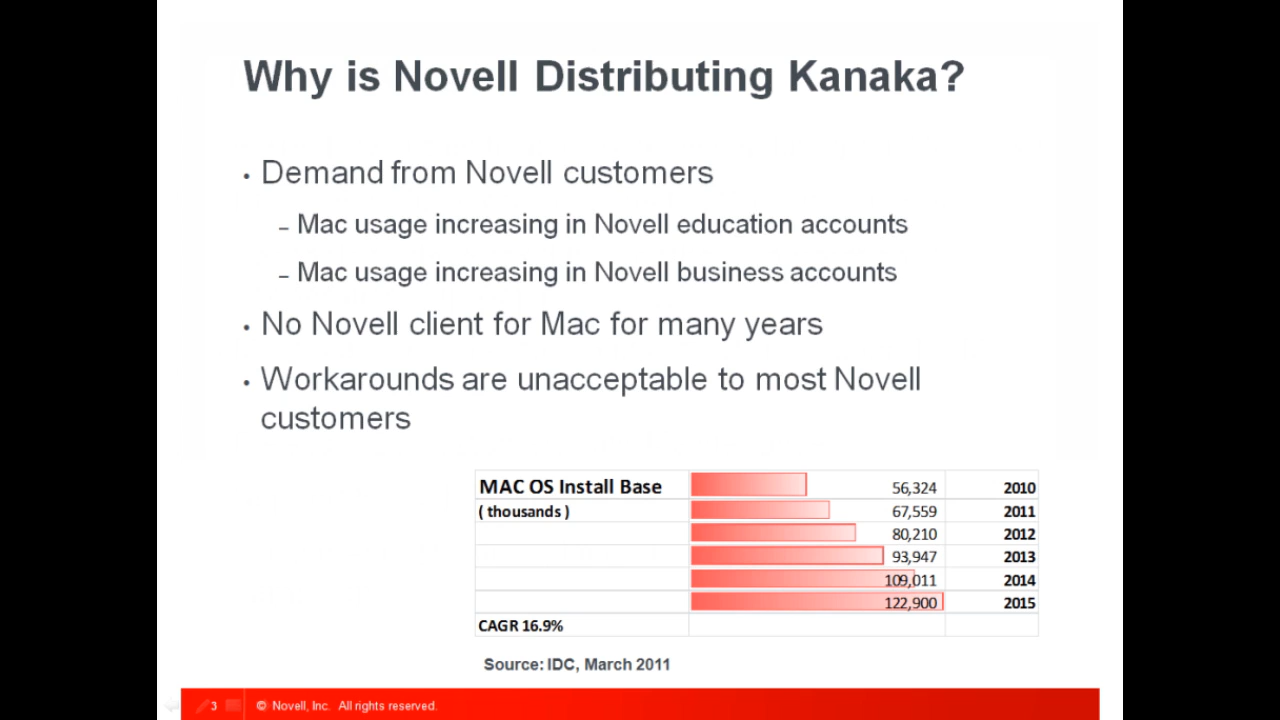 Why is Novell Distributing Kanaka?
• Demand from Novell customers
– Mac usage increasing in Novell education accounts
– Mac usage increasing in Novell business accounts
• No Novell client for Mac for many years
• Workarounds are unacceptable to most Novell
customers
MAC OS Install Base 56,324 2010
( thousands ) 67,559 2011
80,210 2012
93,947 2013
109,011 2014
122,900 2015
CAGR 16.9%
Source: IDC, March 2011
3 © Novell, Inc. All rights reserved.